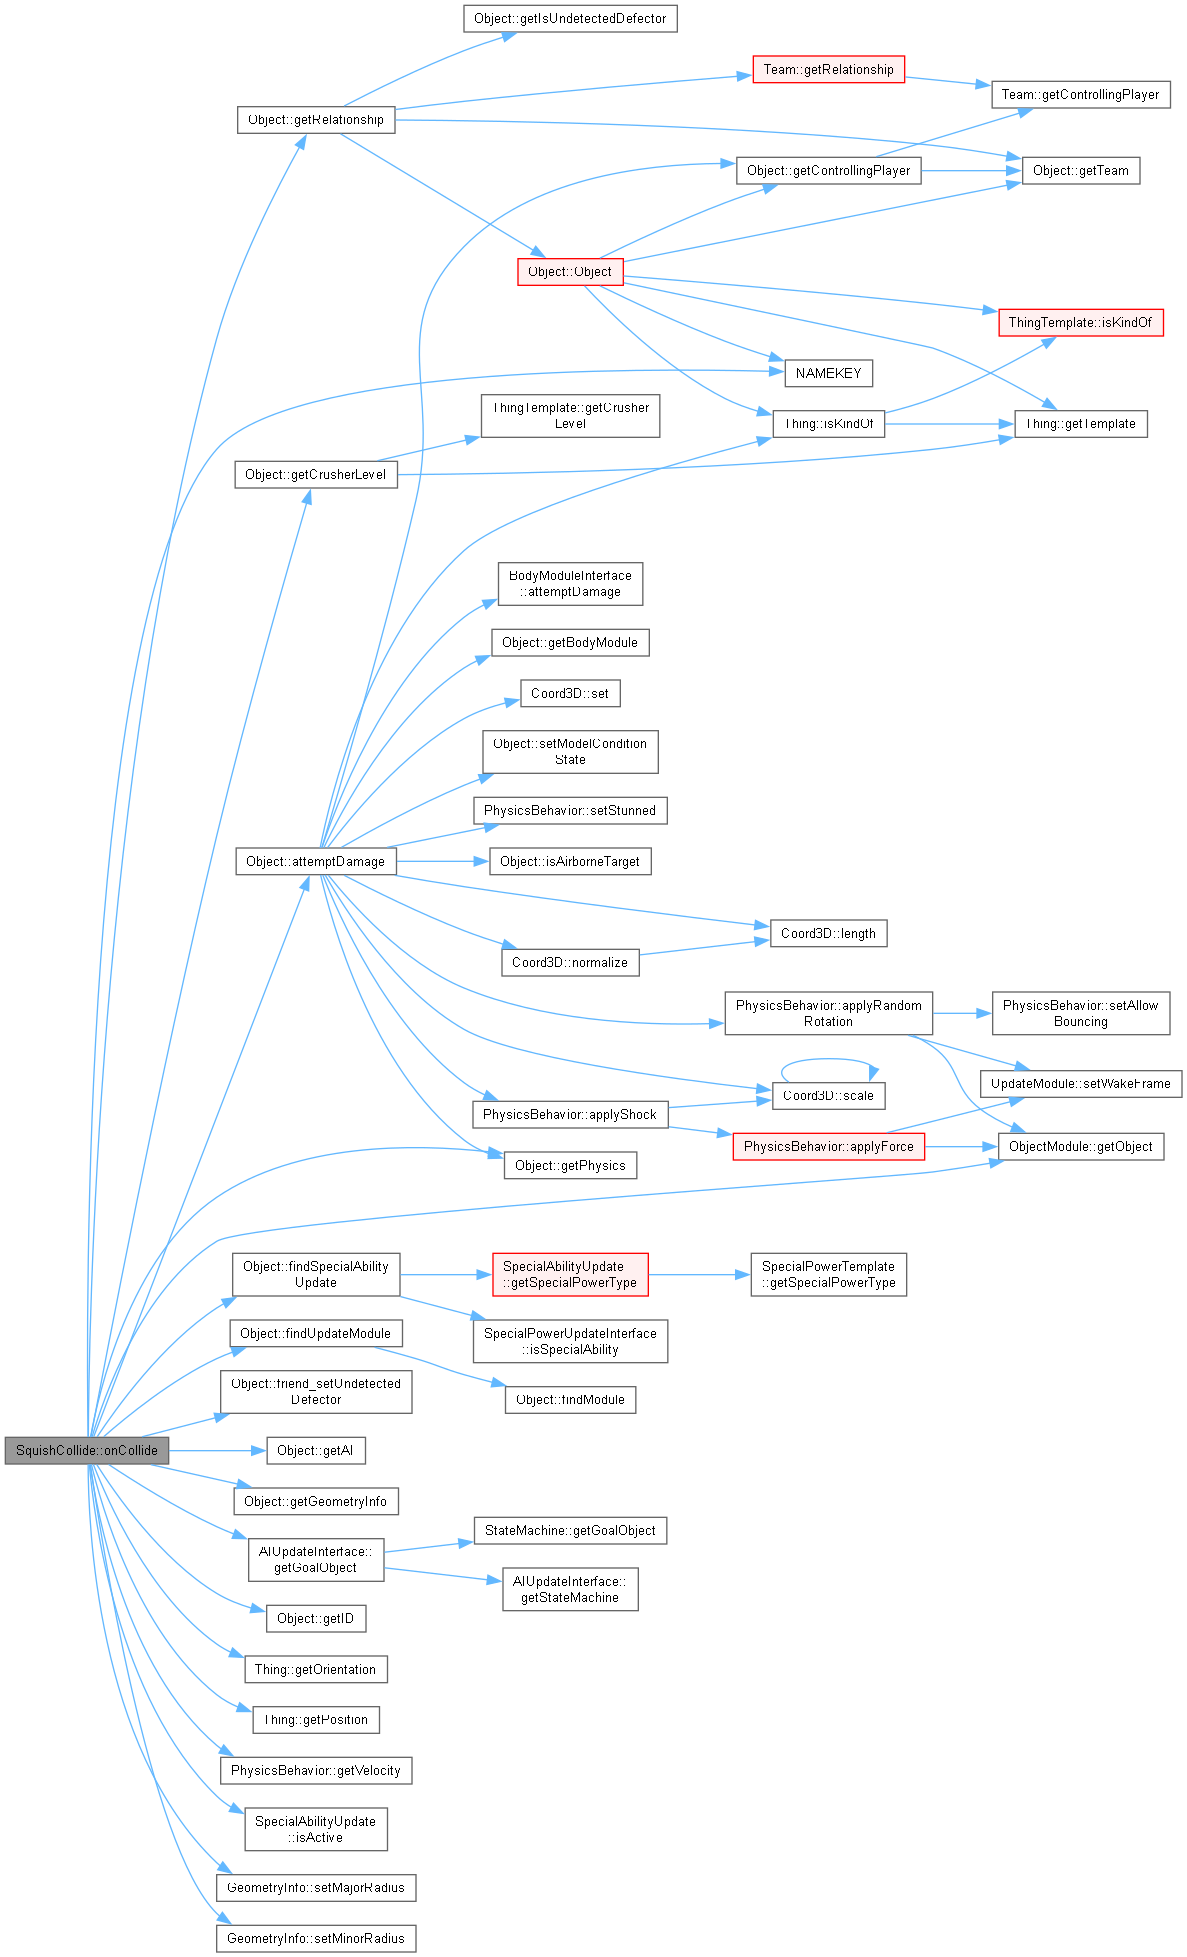 Object::getIsUndetectedDefector
Team::getRelationship
Team::getControllingPlayer
Object::getRelationship
Object::getControllingPlayer
Object::getTeam
Object::Object
ThingTemplate::isKindOf
NAMEKEY
ThingTemplate::getCrusher
Level
Thing::isKindOf
Thing::getTemplate
Object::getCrusherLevel
BodyModuleInterface
::attemptDamage
Object::getBodyModule
Coord3D::set
Object::setModelCondition
State
PhysicsBehavior::setStunned
Object::attemptDamage
Object::isAirborneTarget
Coord3D::length
Coord3D::normalize
PhysicsBehavior::applyRandom
Rotation
PhysicsBehavior::setAllow
Bouncing
UpdateModule::setWakeFrame
Coord3D::scale
PhysicsBehavior::applyShock
PhysicsBehavior::applyForce
ObjectModule::getObject
Object::getPhysics
Object::findSpecialAbility
Update
SpecialAbilityUpdate
::getSpecialPowerType
SpecialPowerTemplate
::getSpecialPowerType
Object::findUpdateModule
SpecialPowerUpdateInterface
::isSpecialAbility
Object::friend_setUndetected
Defector
Object::findModule
SquishCollide::onCollide
Object::getAI
Object::getGeometryInfo
StateMachine::getGoalObject
AIUpdateInterface::
getGoalObject
AIUpdateInterface::
getStateMachine
Object::getID
Thing::getOrientation
Thing::getPosition
PhysicsBehavior::getVelocity
SpecialAbilityUpdate
::isActive
GeometryInfo::setMajorRadius
GeometryInfo::setMinorRadius